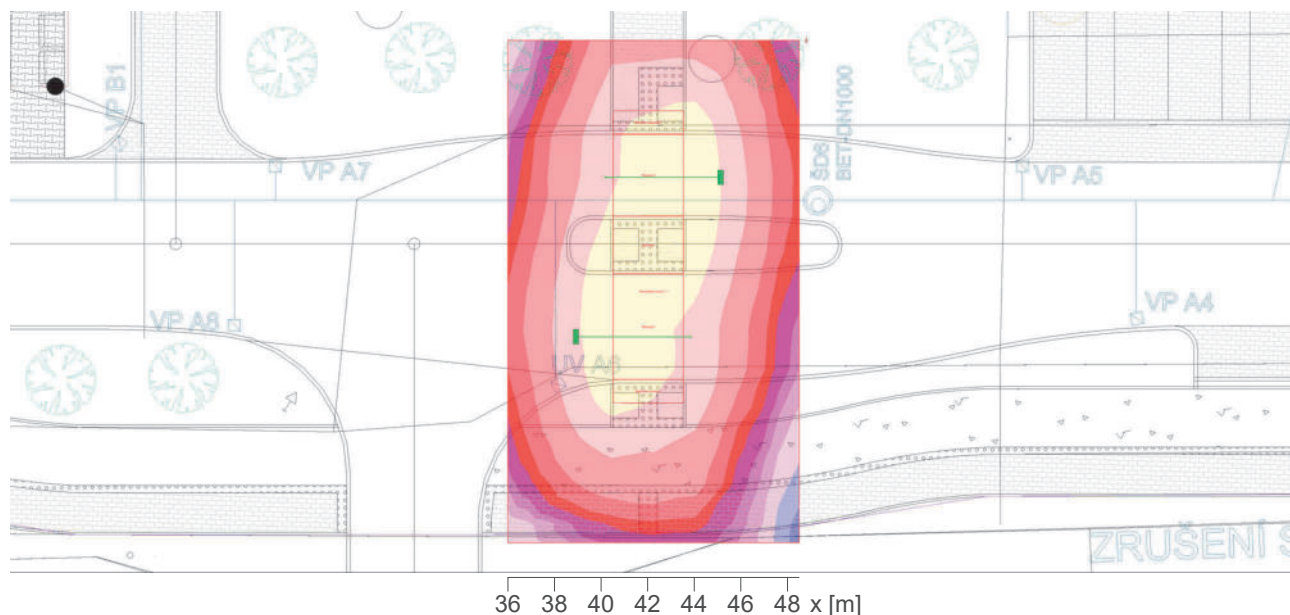 VP B1
VP A7
ŠD6
BET-DN1000
VP A5
VP A8
VP A4
UV A6
ZRUŠENÍ S
36 38 40 42 44 46 48 x [m]